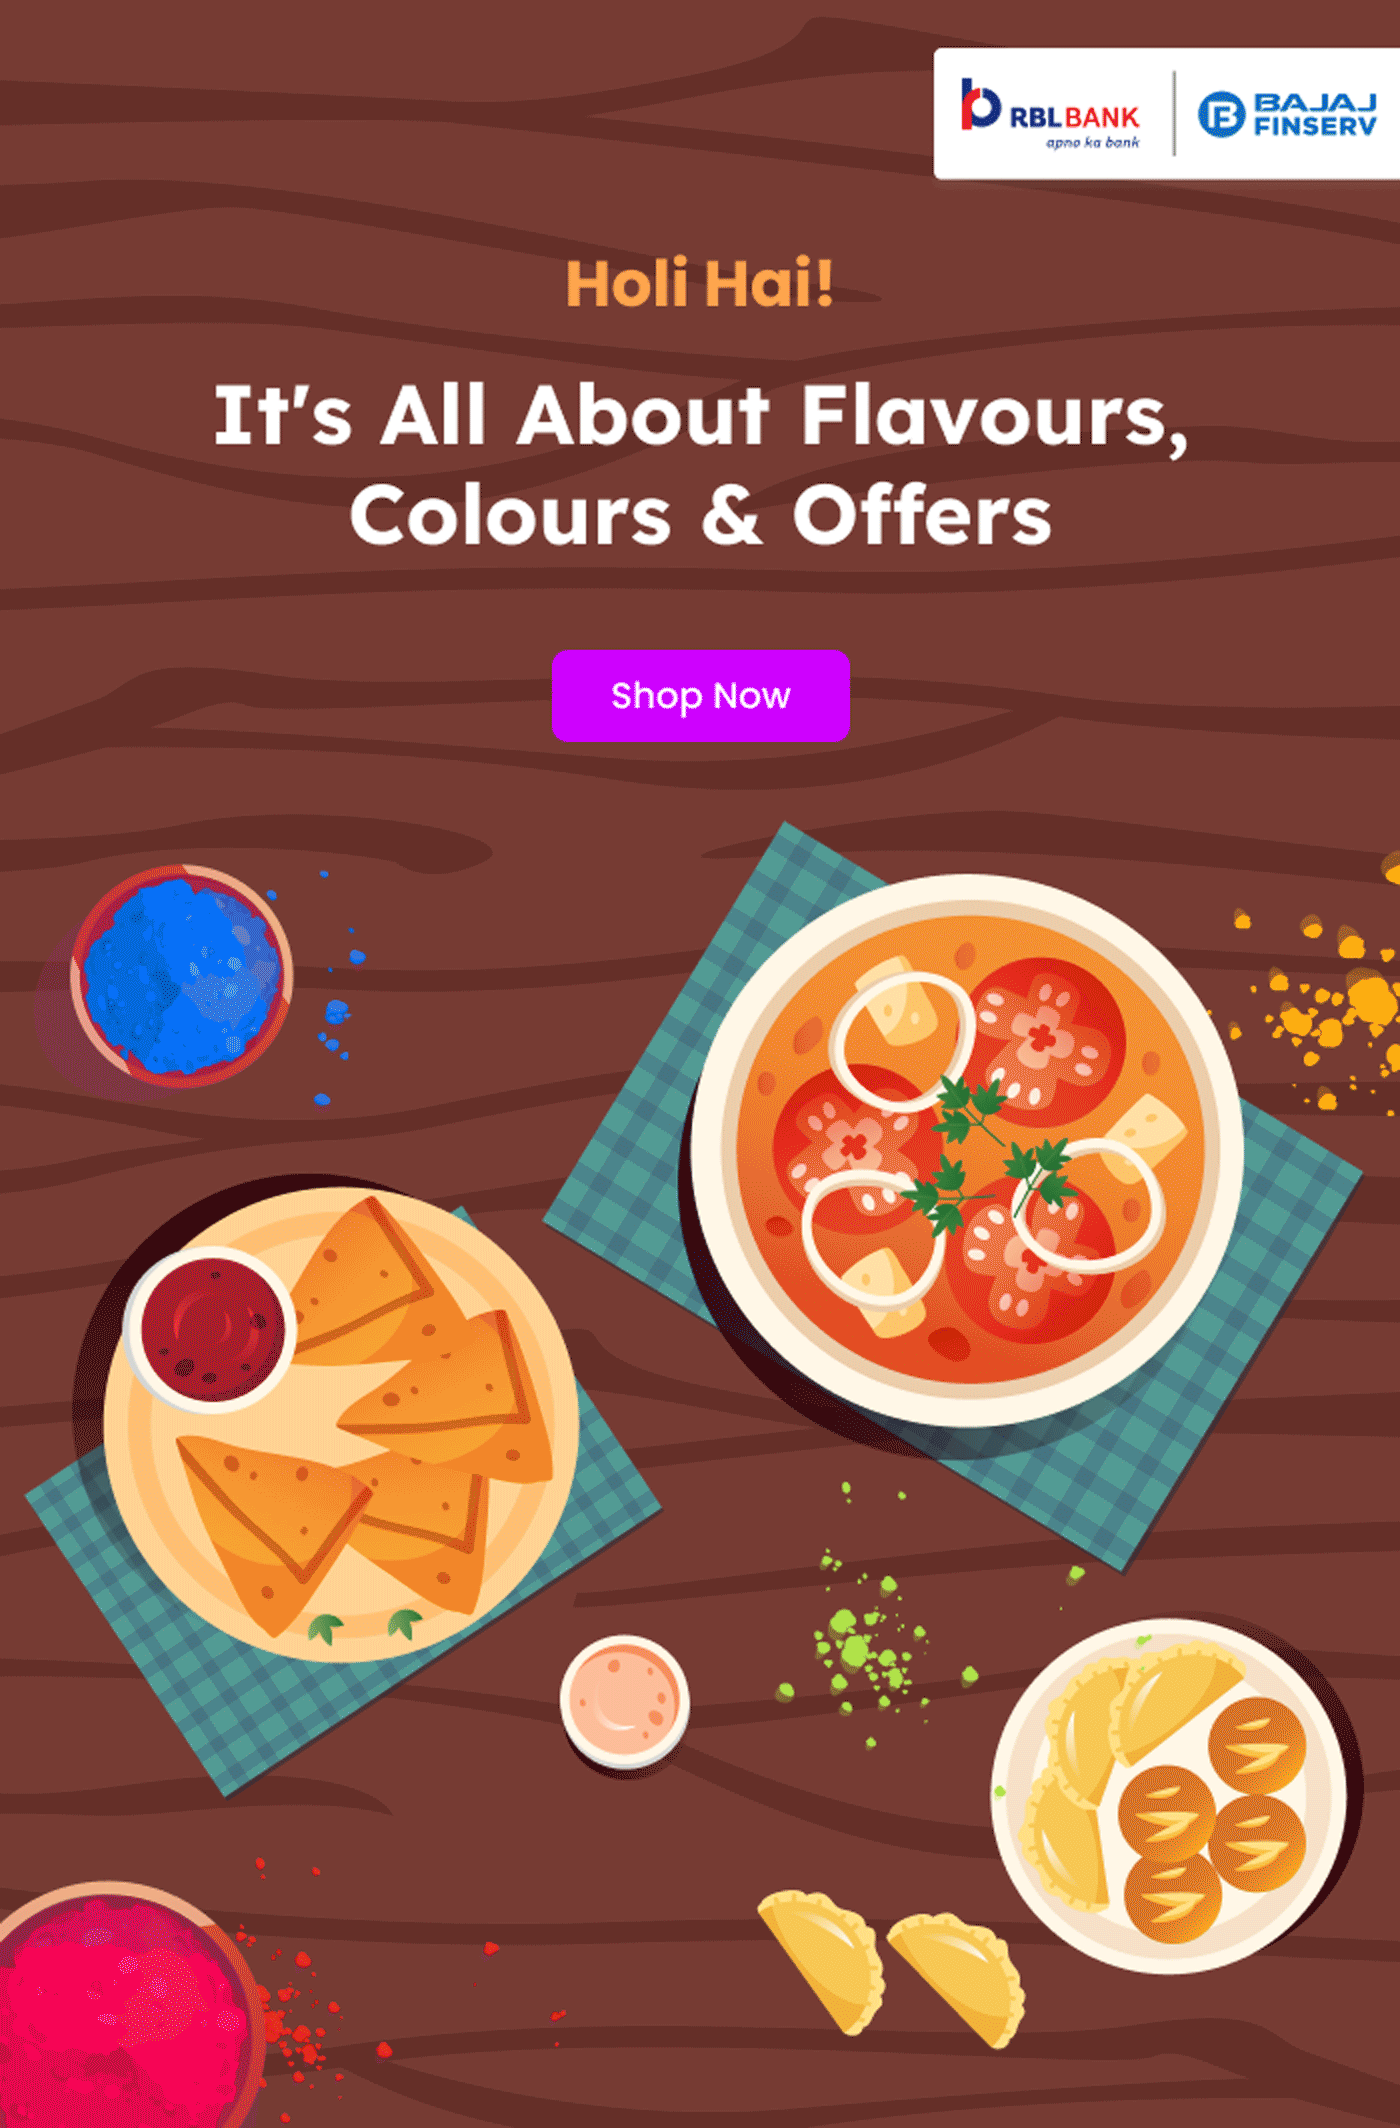 RBL BANK
apno ka bank
BAJAJ
FINSERV
Holi Hai!
It's All About Flavours,
Colours & Offers
Shop Now